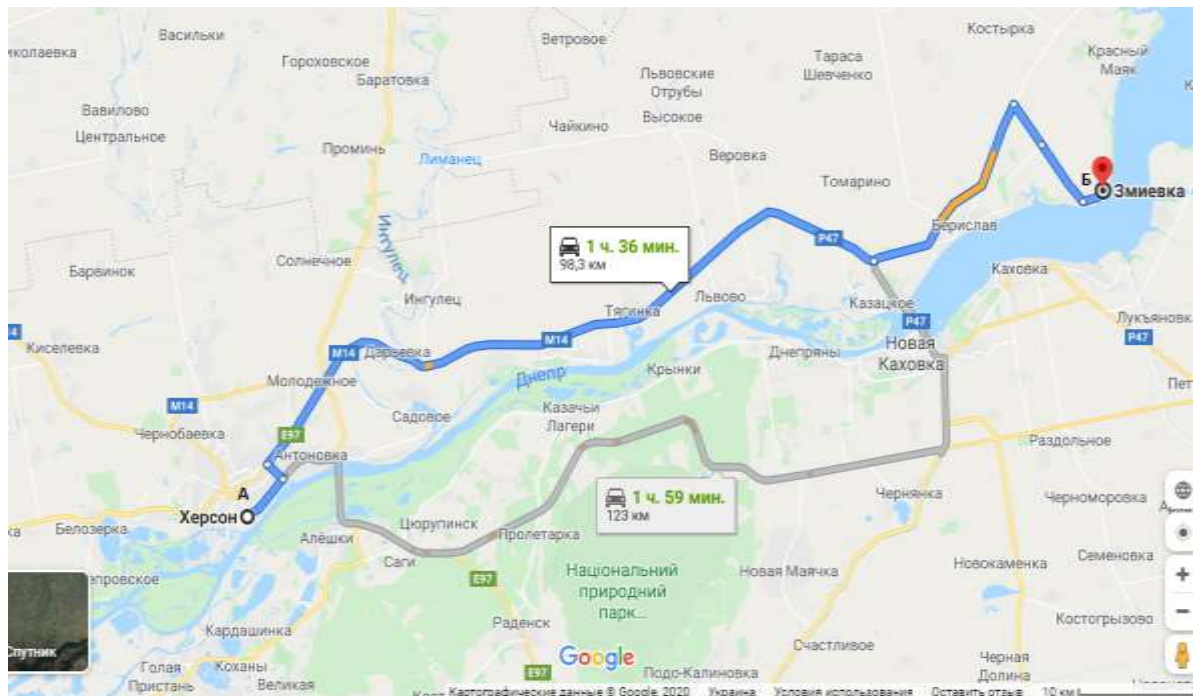 Васильки
Ветровое
Костырка
Тараса
Шевченко
Красный
Маяк
Гороховское
Львовские
Отрубы
Баратовка
Вавилово
Высокое
Центральное
Чайкино
Проминь
Лиманец
Веровка
Томарино
Б
Змиевка
Ингулец
Берислав
1 ч. 36 мин.
98,3 км
P47
Солнечное
Барвинок
Каховка
Ингулец
Львово
Казацкое
Тягинка
Лукьяновка
P47
P47
M14
M14
Киселевка
Дарьевка
Новая
Каховка
Днепряны
Днепр
Крынки
Молодежное
M14
Садовое
Казачьи
Лагери
Чернобаевка
E97
Антоновка
Раздольное
А
Херсон
1 ч. 59 мин.
123 км
Чернянка
Черноморовка
Белозерка
Цюрупинск
Алёшки
Пролетарка
Саги
Семеновка
Новокаменка
Національний
природний
парк...
E97
Новая Маячка
Костогрызово
Раденск
Кардашинка
Счастливое
Спутник
Google
Голая
Пристань
Коханы
Великая
E97
Подо-Калиновка
Черная
Долина
Картографические данные © Google, 2020 Украина Условия использования Оставить отзыв 10 км